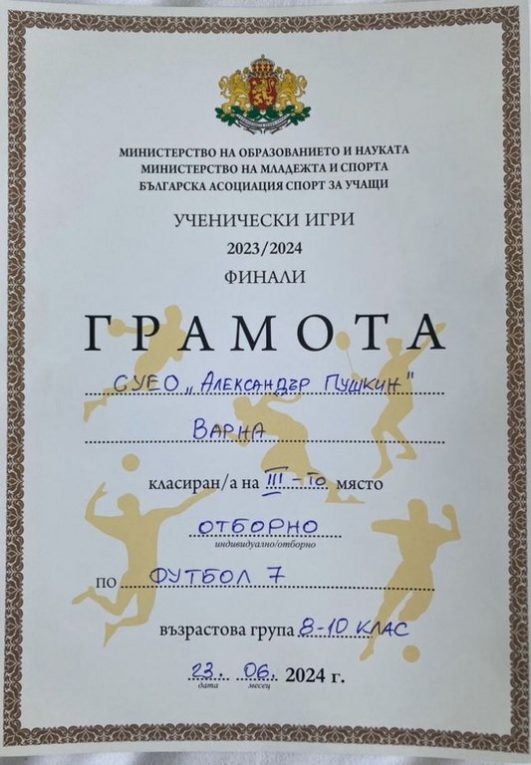 МИНИСТЕРСТВО НА ОБРАЗОВАНИЕТО И НАУКАТА
МИНИСТЕРСТВО НА МЛАДЕЖТА И СПОРТА
БЪЛГАРСКА АСОЦИАЦИЯ СПОРТ ЗА УЧАЩИ
УЧЕНИЧЕСКИ ИГРИ
2023/2024
ФИНАЛИ
ГРАМОТА
СУЕО „АЛЕКСАНДЪР ПУШКИН"
ВАРНА
класиран/а на III-ТО място
ОТБОРНО
индивидуално/отборно
по ФУТБОЛ 7
възрастова група 8-10 КЛАС
23. 06. 2024 г.
дата месец